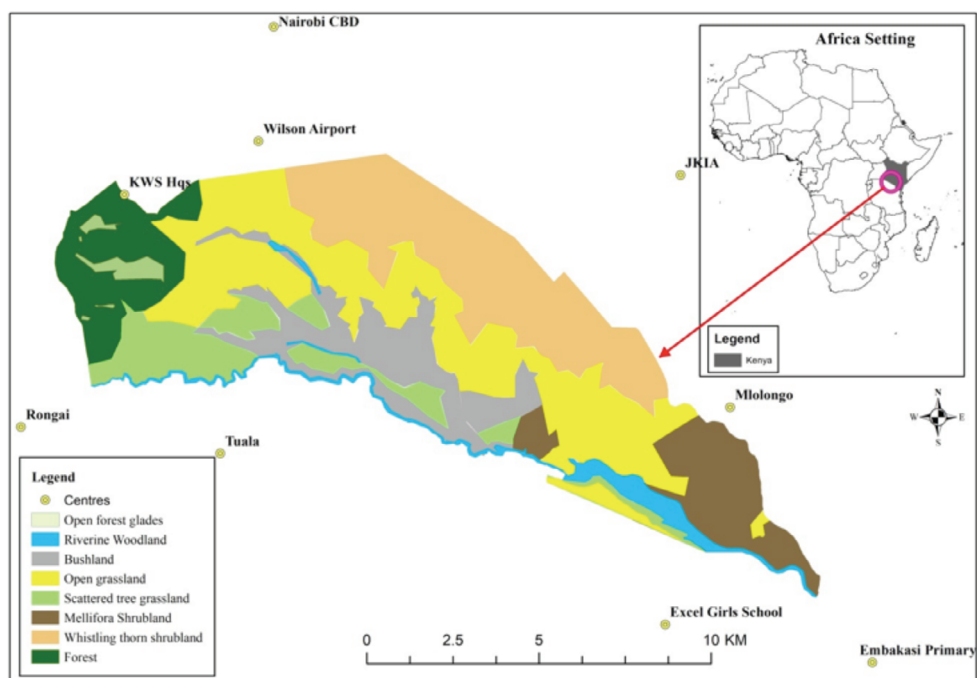 Nairobi CBD
Africa Setting
Wilson Airport
JKIA
KWS Hqs
Legend
Kenya
Mlolongo
N
W E
S
Rongai
Tuala
Legend
Centres
Open forest glades
Riverine Woodland
Bushland
Open grassland
Scattered tree grassland
Mellifora Shrubland
Whistling thorn shrubland
Forest
Excel Girls School
0 2.5 5 10 KM
Embakasi Primary